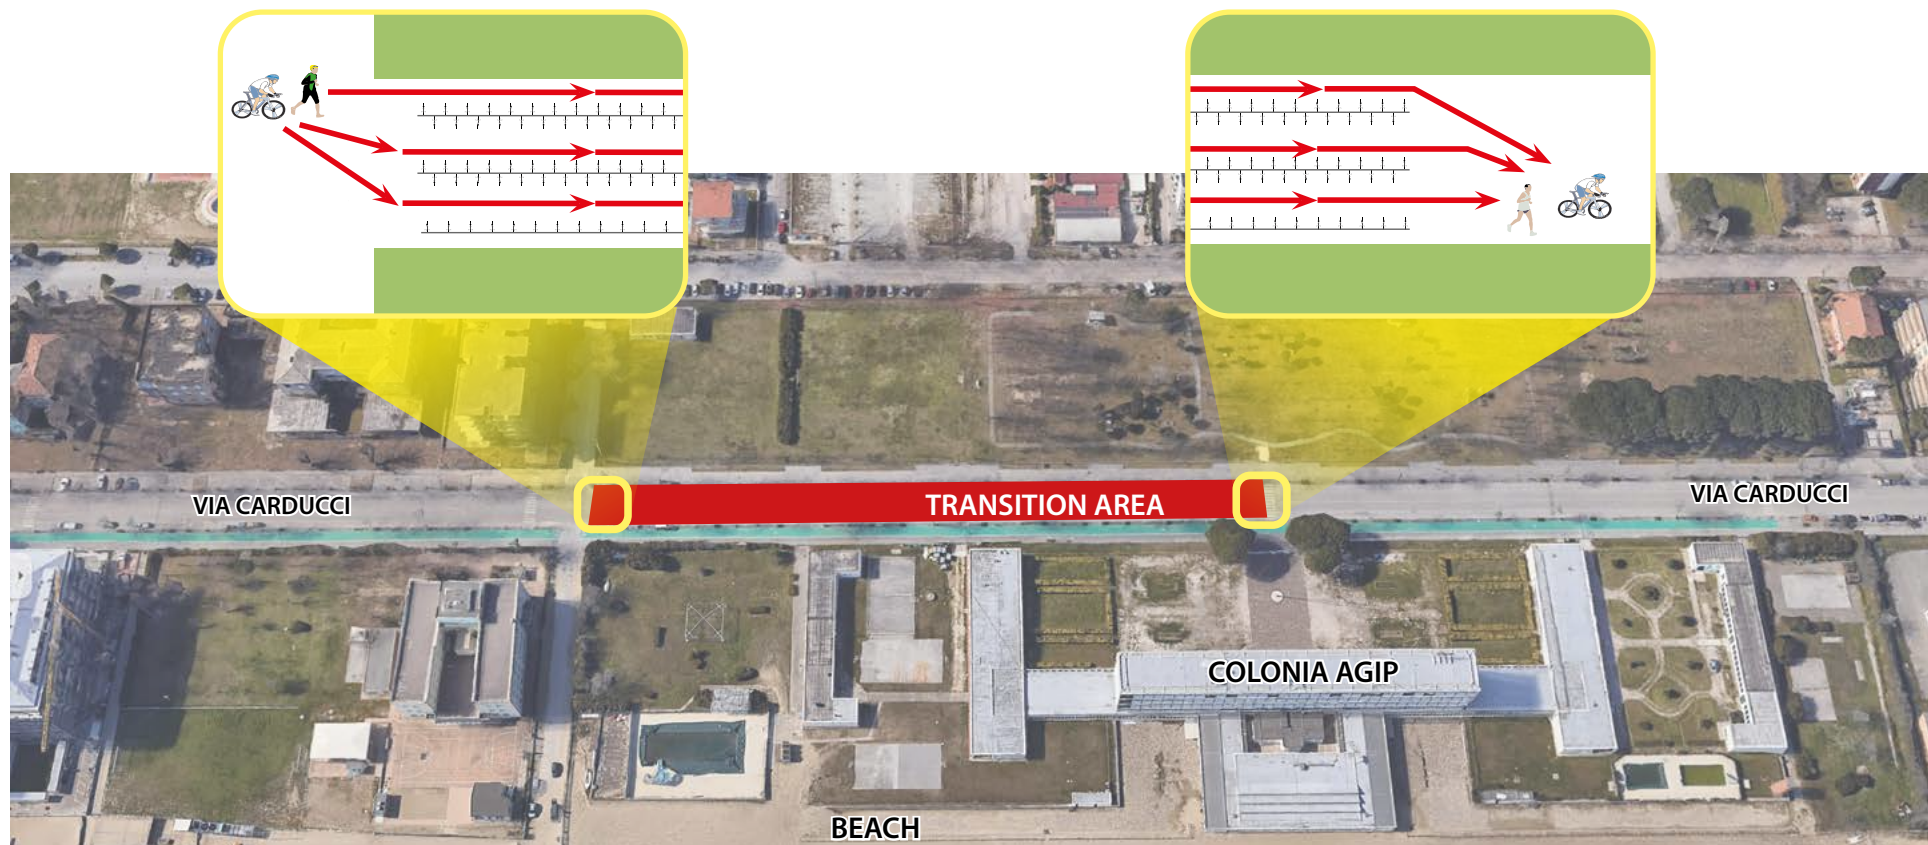 VIA CARDUCCI
TRANSITION AREA
VIA CARDUCCI
COLONIA AGIP
BEACH